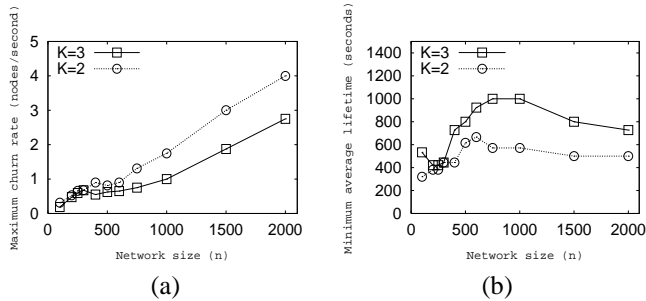 Maximum churn rate (nodes/second)
5
4
3
2
1
0
K=3
K=2
0 500 1000 1500 2000
Network size (n)
(a)
Minimum average lifetime (seconds)
1400
1200
1000
800
600
400
200
0
K=3
K=2
0 500 1000 1500 2000
Network size (n)
(b)